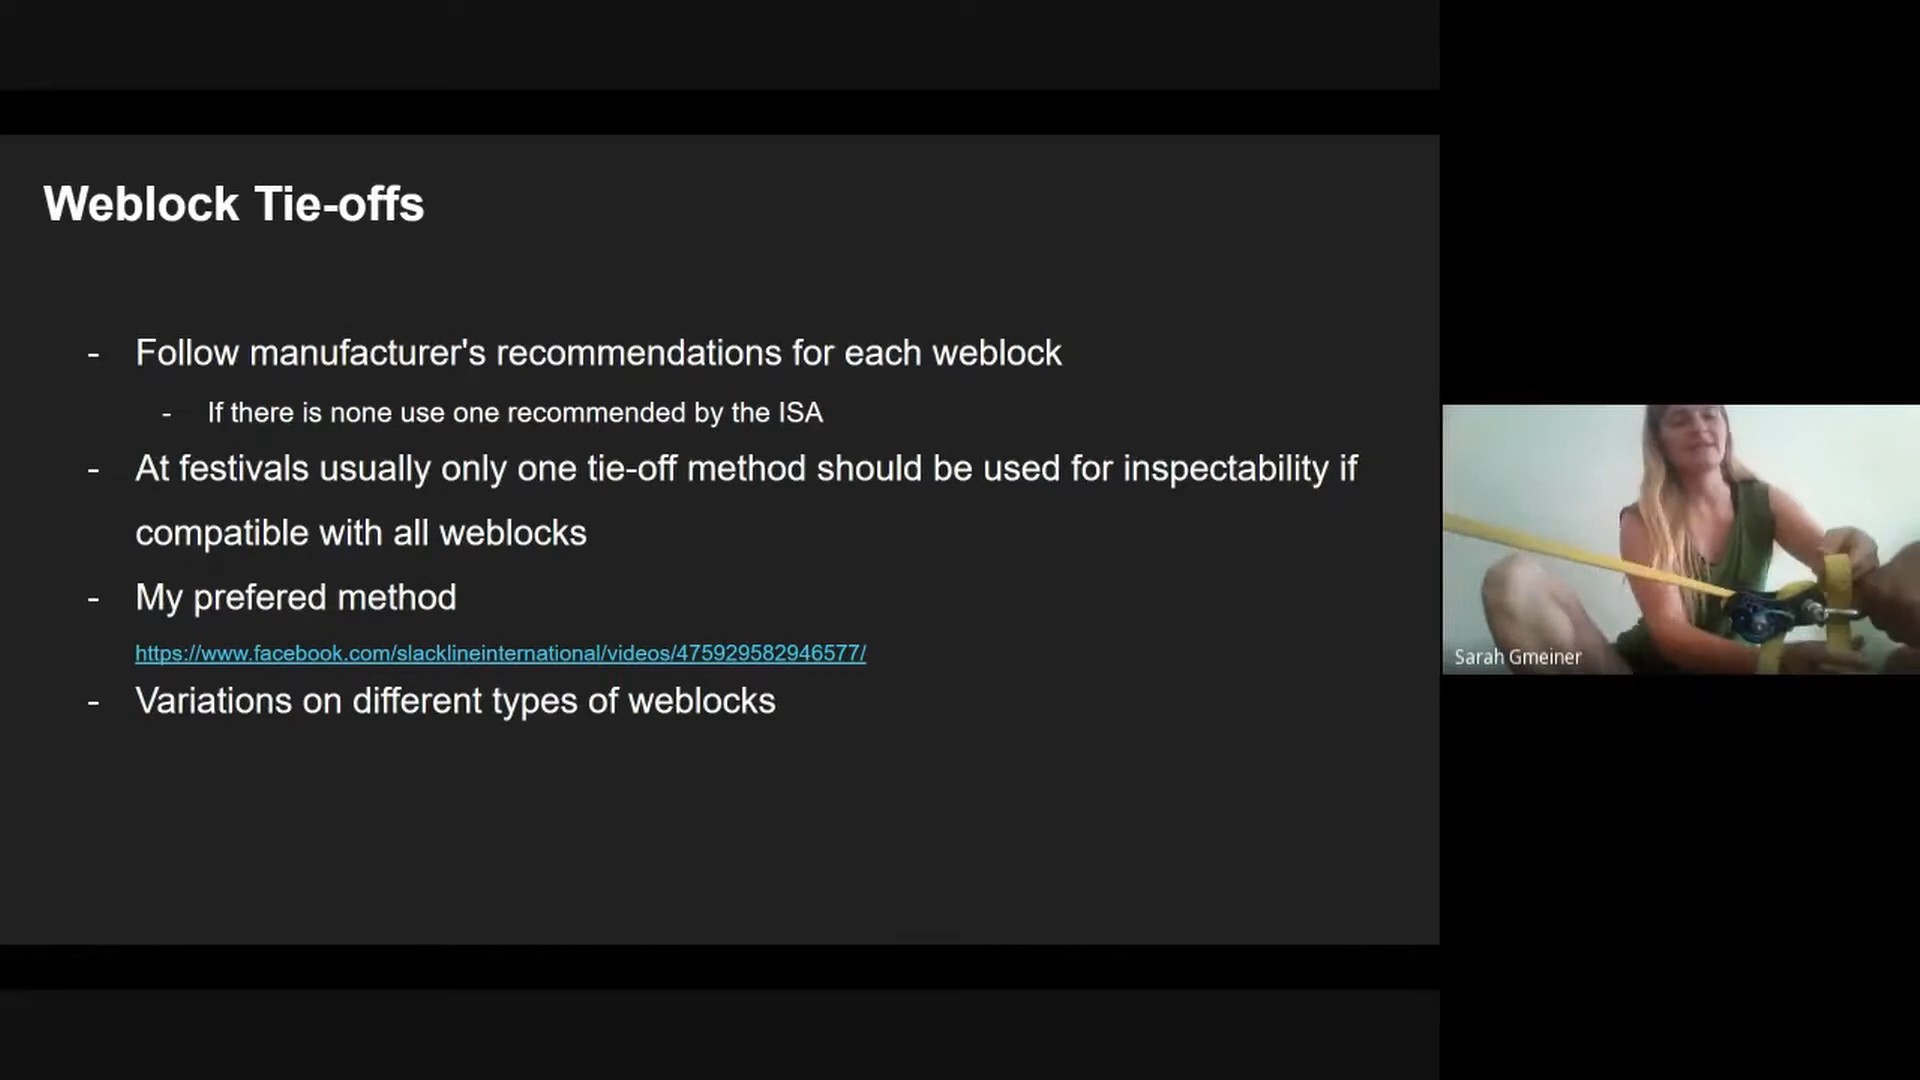 Weblock Tie-offs
- Follow manufacturer's recommendations for each weblock
- If there is none use one recommended by the ISA
- At festivals usually only one tie-off method should be used for inspectability if
compatible with all weblocks
- My prefered method
https://www.facebook.com/slacklineinternational/videos/475929582946577/
- Variations on different types of weblocks
Sarah Gmeiner